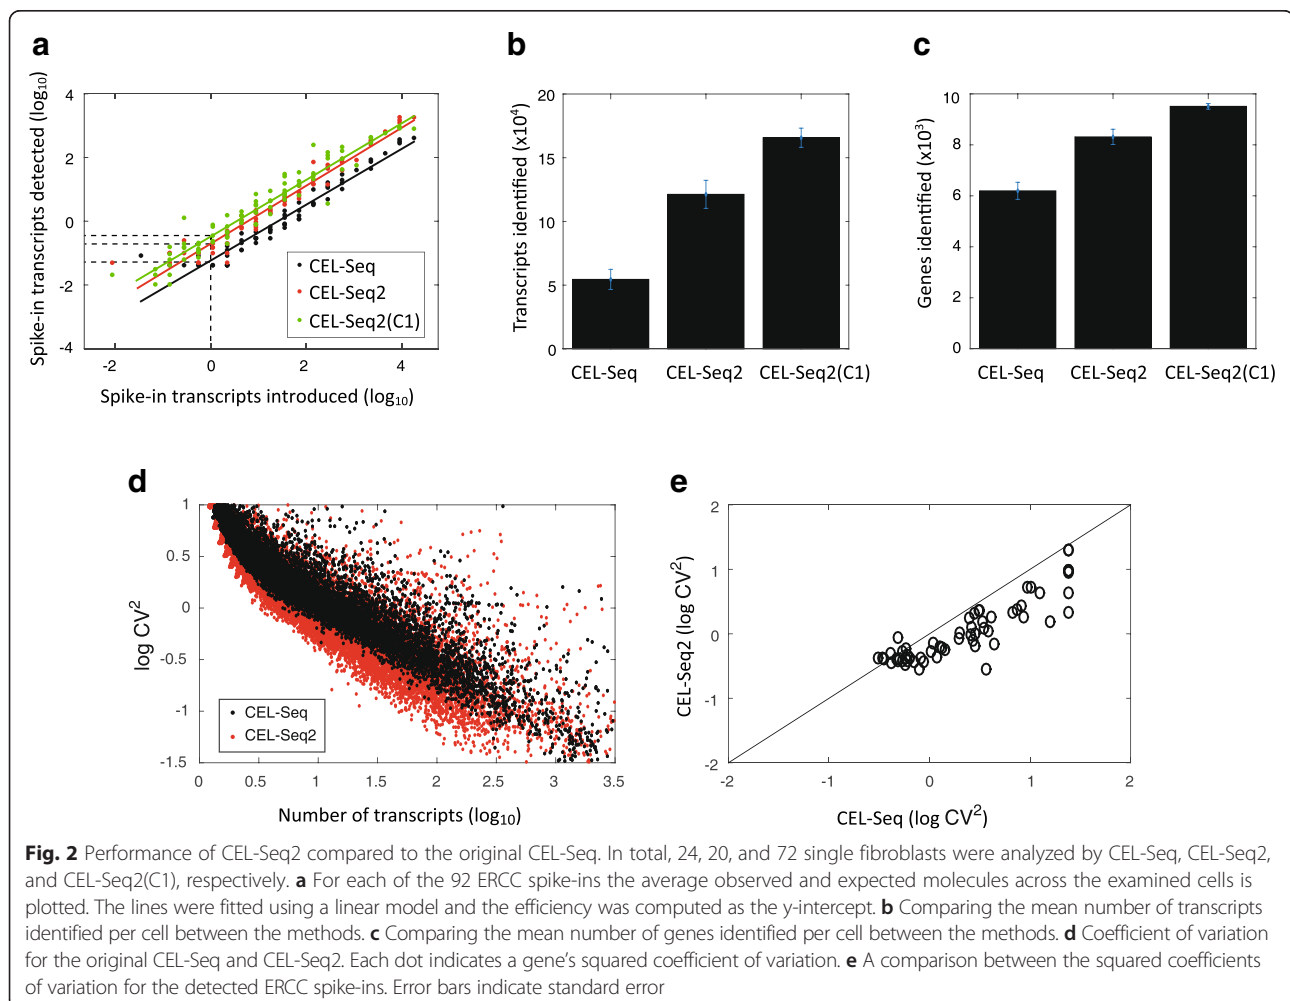 a
Spike-in transcripts detected (log10)
4
2
0
-2
-4
-2
0
2
4
Spike-in transcripts introduced (log10)
CEL-Seq
CEL-Seq2
CEL-Seq2(C1)
b
Transcripts identified (x10^4)
20
15
10
5
0
CEL-Seq
CEL-Seq2
CEL-Seq2(C1)
c
Genes identified (x10^3)
10
8
6
4
2
0
CEL-Seq
CEL-Seq2
CEL-Seq2(C1)
d
log CV^2
1
0.5
0
-0.5
-1
-1.5
0
0.5
1
1.5
2
2.5
3
3.5
Number of transcripts (log10)
CEL-Seq
CEL-Seq2
e
CEL-Seq2 (log CV^2)
2
1
0
-1
-2
-2
-1
0
1
2
CEL-Seq (log CV^2)
Fig. 2 Performance of CEL-Seq2 compared to the original CEL-Seq. In total, 24, 20, and 72 single fibroblasts were analyzed by CEL-Seq, CEL-Seq2,
and CEL-Seq2(C1), respectively. a For each of the 92 ERCC spike-ins the average observed and expected molecules across the examined cells is
plotted. The lines were fitted using a linear model and the efficiency was computed as the y-intercept. b Comparing the mean number of transcripts
identified per cell between the methods. c Comparing the mean number of genes identified per cell between the methods. d Coefficient of variation
for the original CEL-Seq and CEL-Seq2. Each dot indicates a gene's squared coefficient of variation. e A comparison between the squared coefficients
of variation for the detected ERCC spike-ins. Error bars indicate standard error